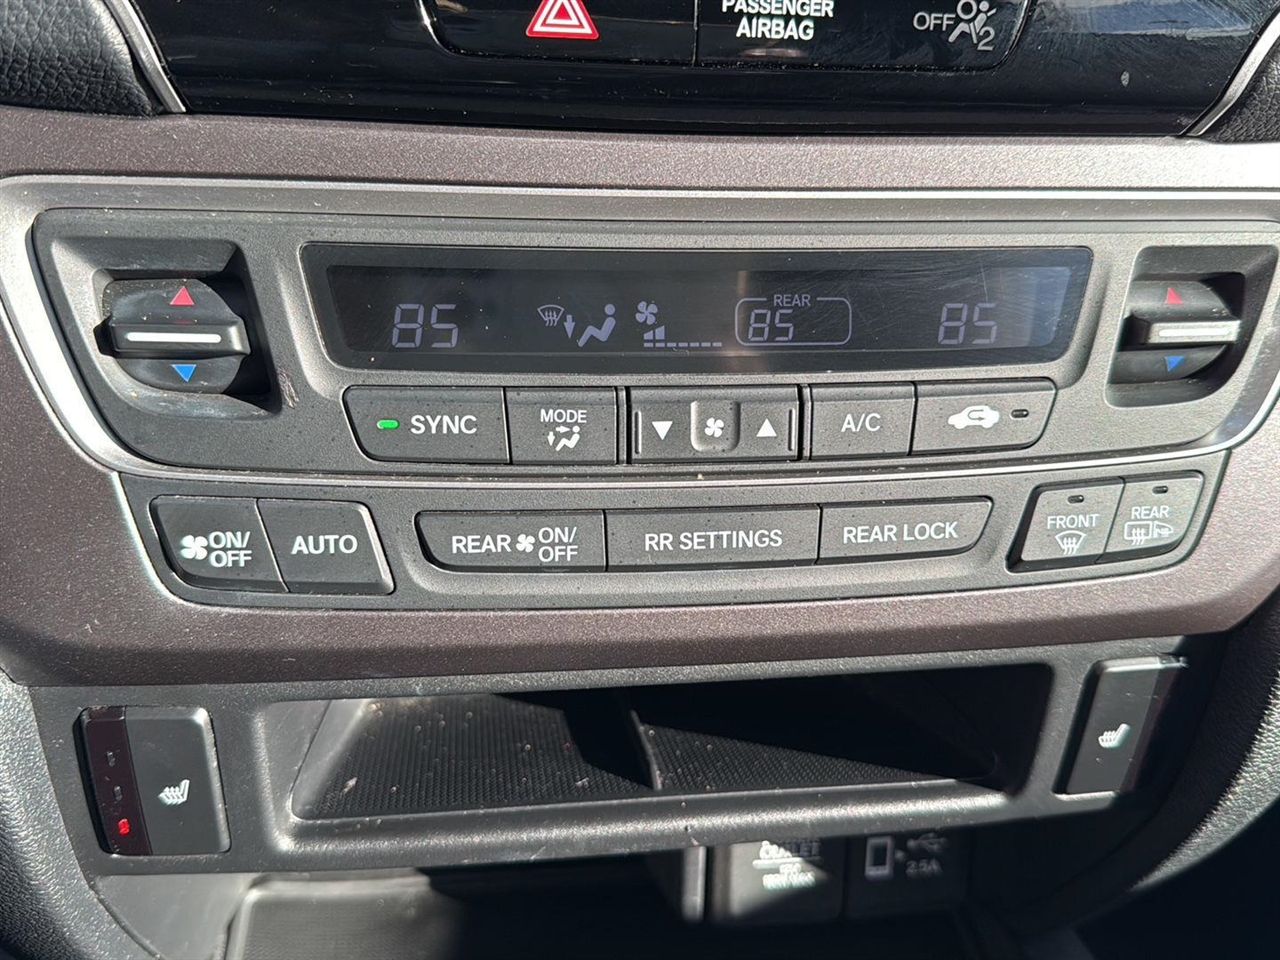 PASSENGER
AIRBAG
OFF
2
REAR
85
85
85
SYNC
MODE
A/C
ON/
OFF
AUTO
REAR
ON/
OFF
RR SETTINGS
REAR LOCK
FRONT
REAR
OUTLET
2.5A